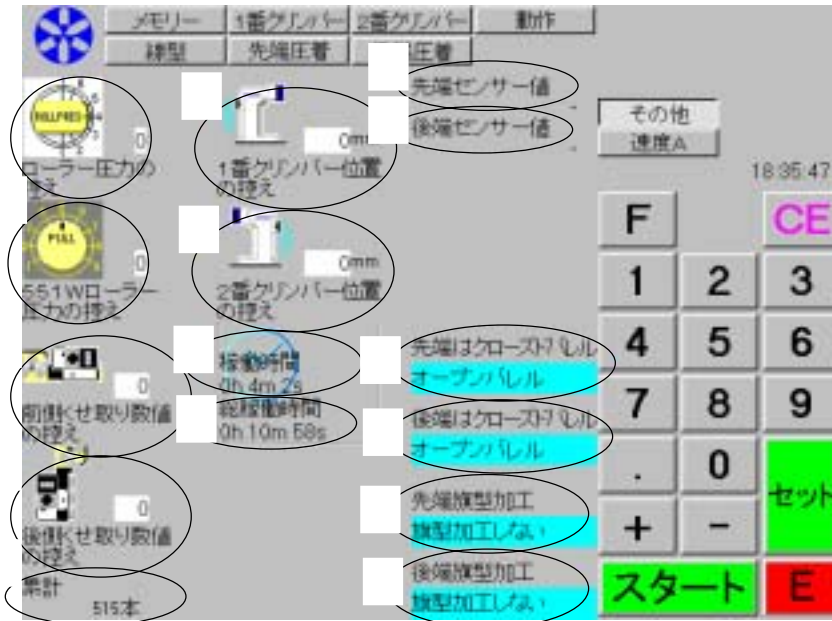 メモリー
1番クリンパー
2番クリンパー
動作
線型
先端圧着
圧着
先端センサー値
後端センサー値
その他
速度A
18:35:47
0
ローラー圧力の
控え
0mm
1番クリンパー位置
の控え
PULL
0
551Wローラー
圧力の控え
0mm
2番クリンパー位置
の控え
0
前側くせ取り数値
の控え
稼働時間
0h 4m 2s
総稼働時間
0h 10m 58s
先端はクローズドバレル
オープンバレル
後端はクローズドバレル
オープンバレル
0
後側くせ取り数値
の控え
先端旗型加工
旗型加工しない
後端旗型加工
旗型加工しない
累計
515本
F
CE
1
2
3
4
5
6
7
8
9
.
0
セット
+
-
スタート
E